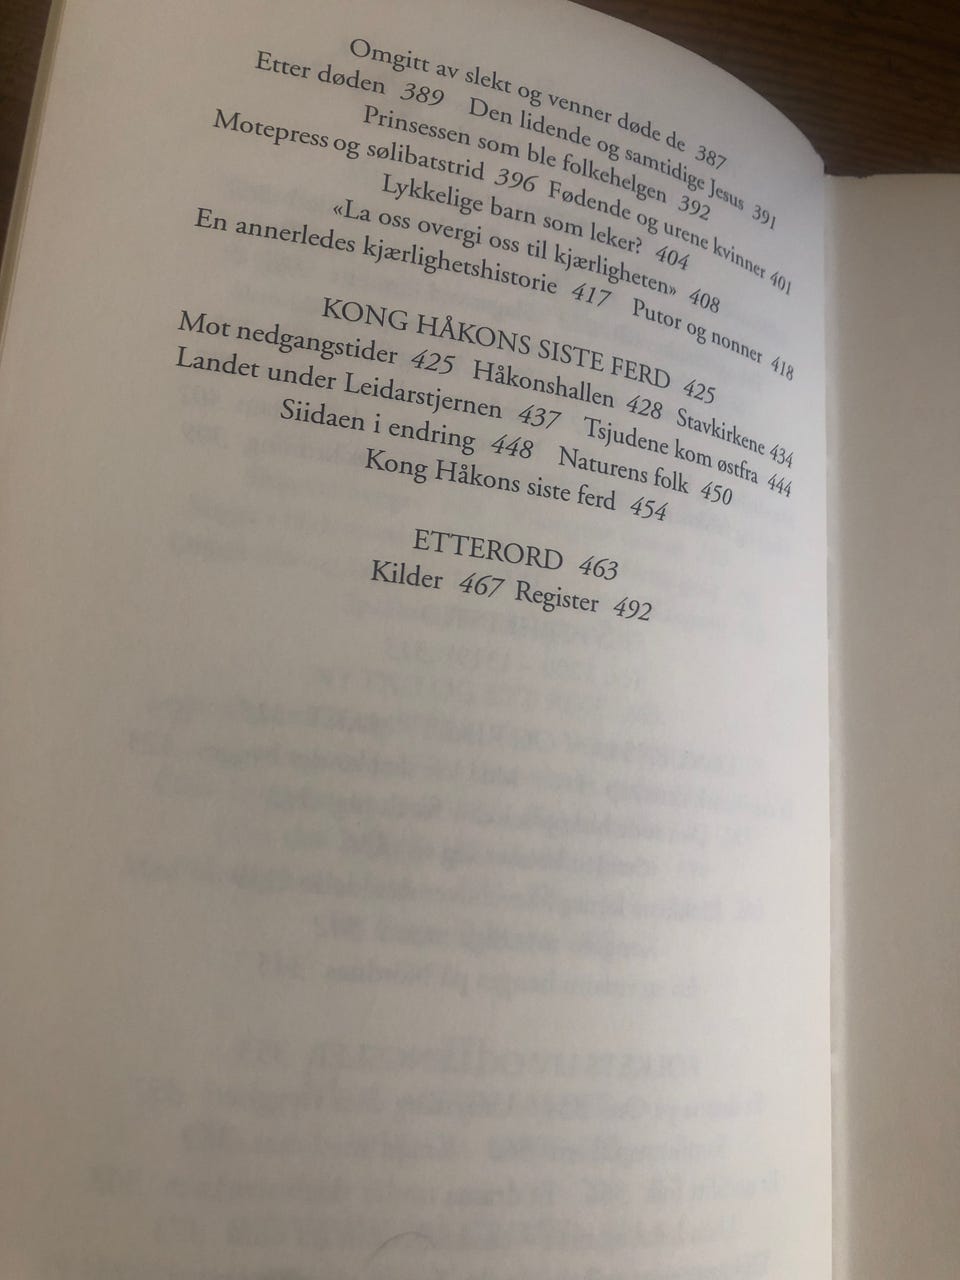 Omgitt av slekt og venner døde de 387
Etter døden 389 Den lidende og samtidige Jesus 391
Prinsessen som ble folkehelgen 392
Motepress og sølibatstrid 396 Fødende og urene kvinner 401
Lykkelige barn som leker? 404
«La oss overgi oss til kjærligheten» 408
En annerledes kjærlighetshistorie 417 Putor og nonner 418
KONG HÅKONS SISTE FERD 425
Mot nedgangstider 425 Håkonshallen 428 Stavkirkene 434
Landet under Leidarstjernen 437 Tsjudene kom østfra 444
Siidaen i endring 448 Naturens folk 450
Kong Håkons siste ferd 454
ETTERORD 463
Kilder 467 Register 492